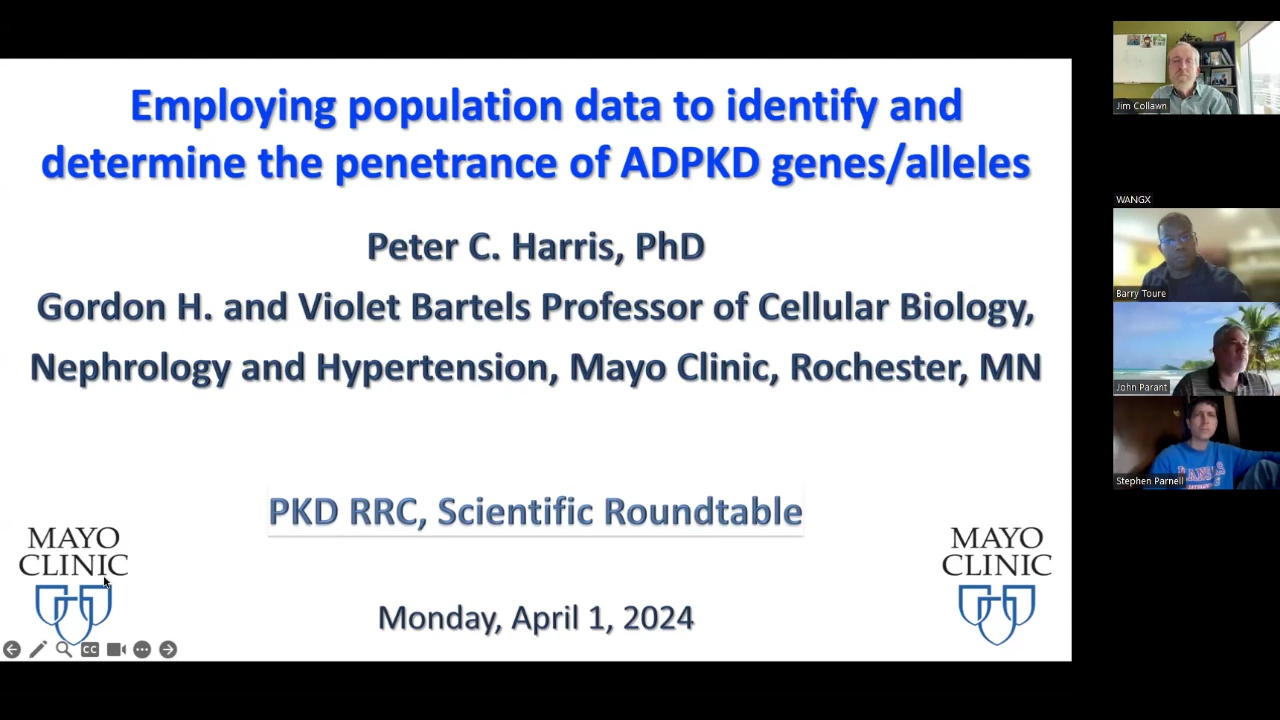 Employing population data to identify and
determine the penetrance of ADPKD genes/alleles
Peter C. Harris, PhD
Gordon H. and Violet Bartels Professor of Cellular Biology,
Nephrology and Hypertension, Mayo Clinic, Rochester, MN
PKD RRC, Scientific Roundtable
MAYO
CLINIC
MAYO
CLINIC
Monday, April 1, 2024
CC
Jim Collawn
WANGX
Barry Toure
John Parant
KANSAS
Stephen Parnell